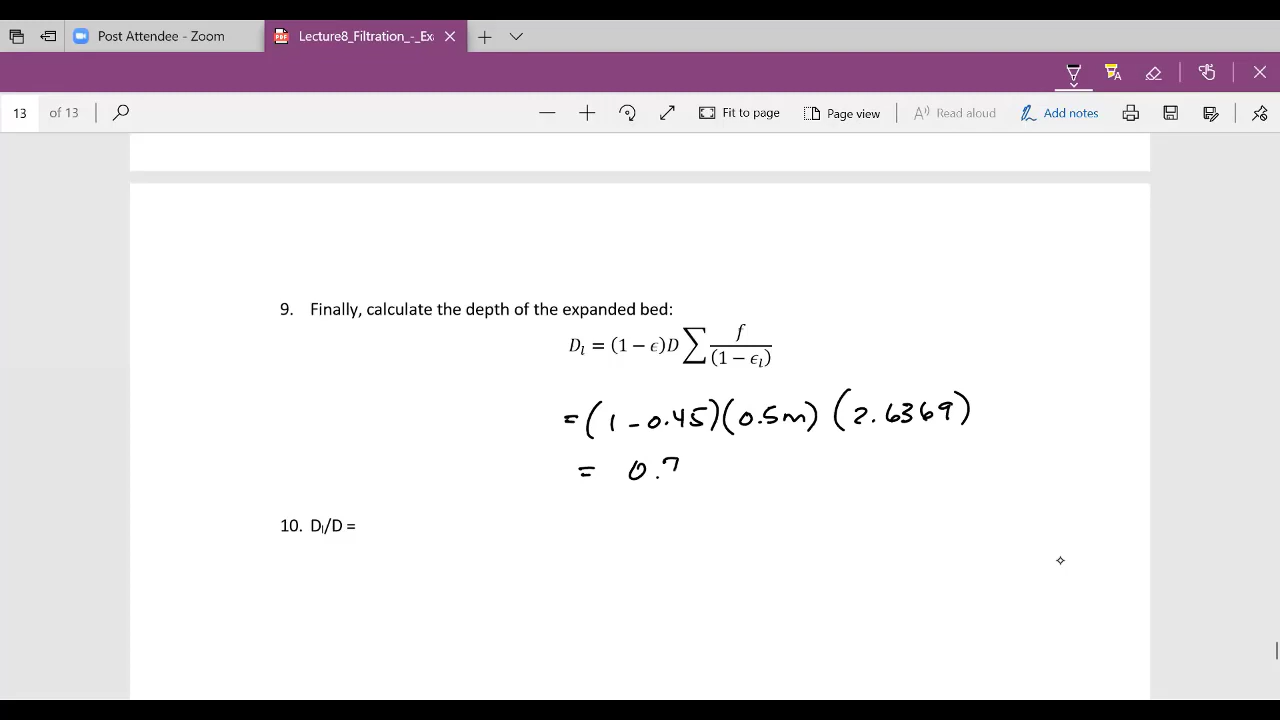 Post Attendee - Zoom
Lecture8_Filtration_-_Exa
13 of 13
Fit to page
Page view
Read aloud
Add notes
9. Finally, calculate the depth of the expanded bed:
Dₗ = (1 − ϵ)D ∑ f/(1 − ϵₗ)
= (1 - 0.45)(0.5m) (2.6369)
= 0.7
10. Dₗ/D =